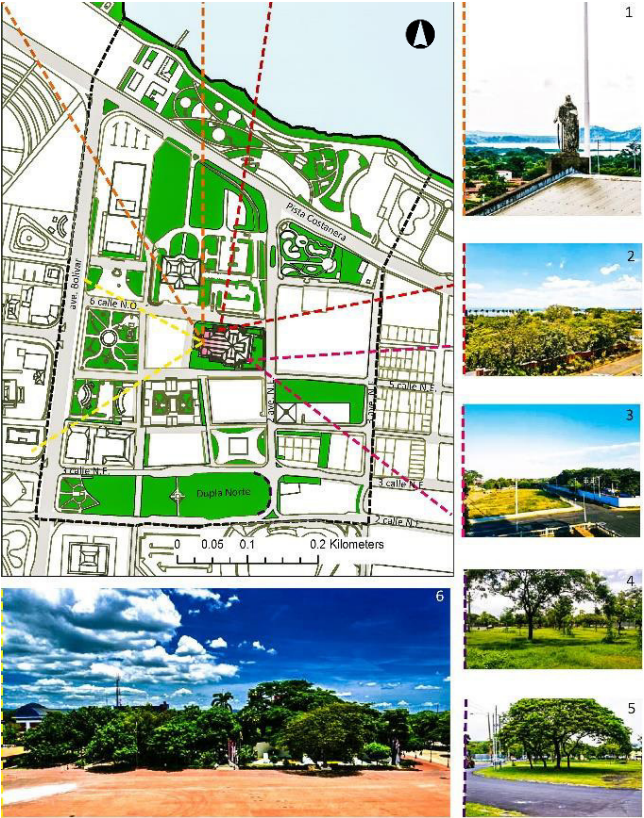 1
Pista Costanera
ave. Bolívar
2
6 calle N.O.
3
5 calle N.E.
ave. N.E.
calle N.E.
Dupla Norte
3 calle N.E.
2 calle N.E.
0 0.05 0.1 0.2 Kilometers
4
6
5